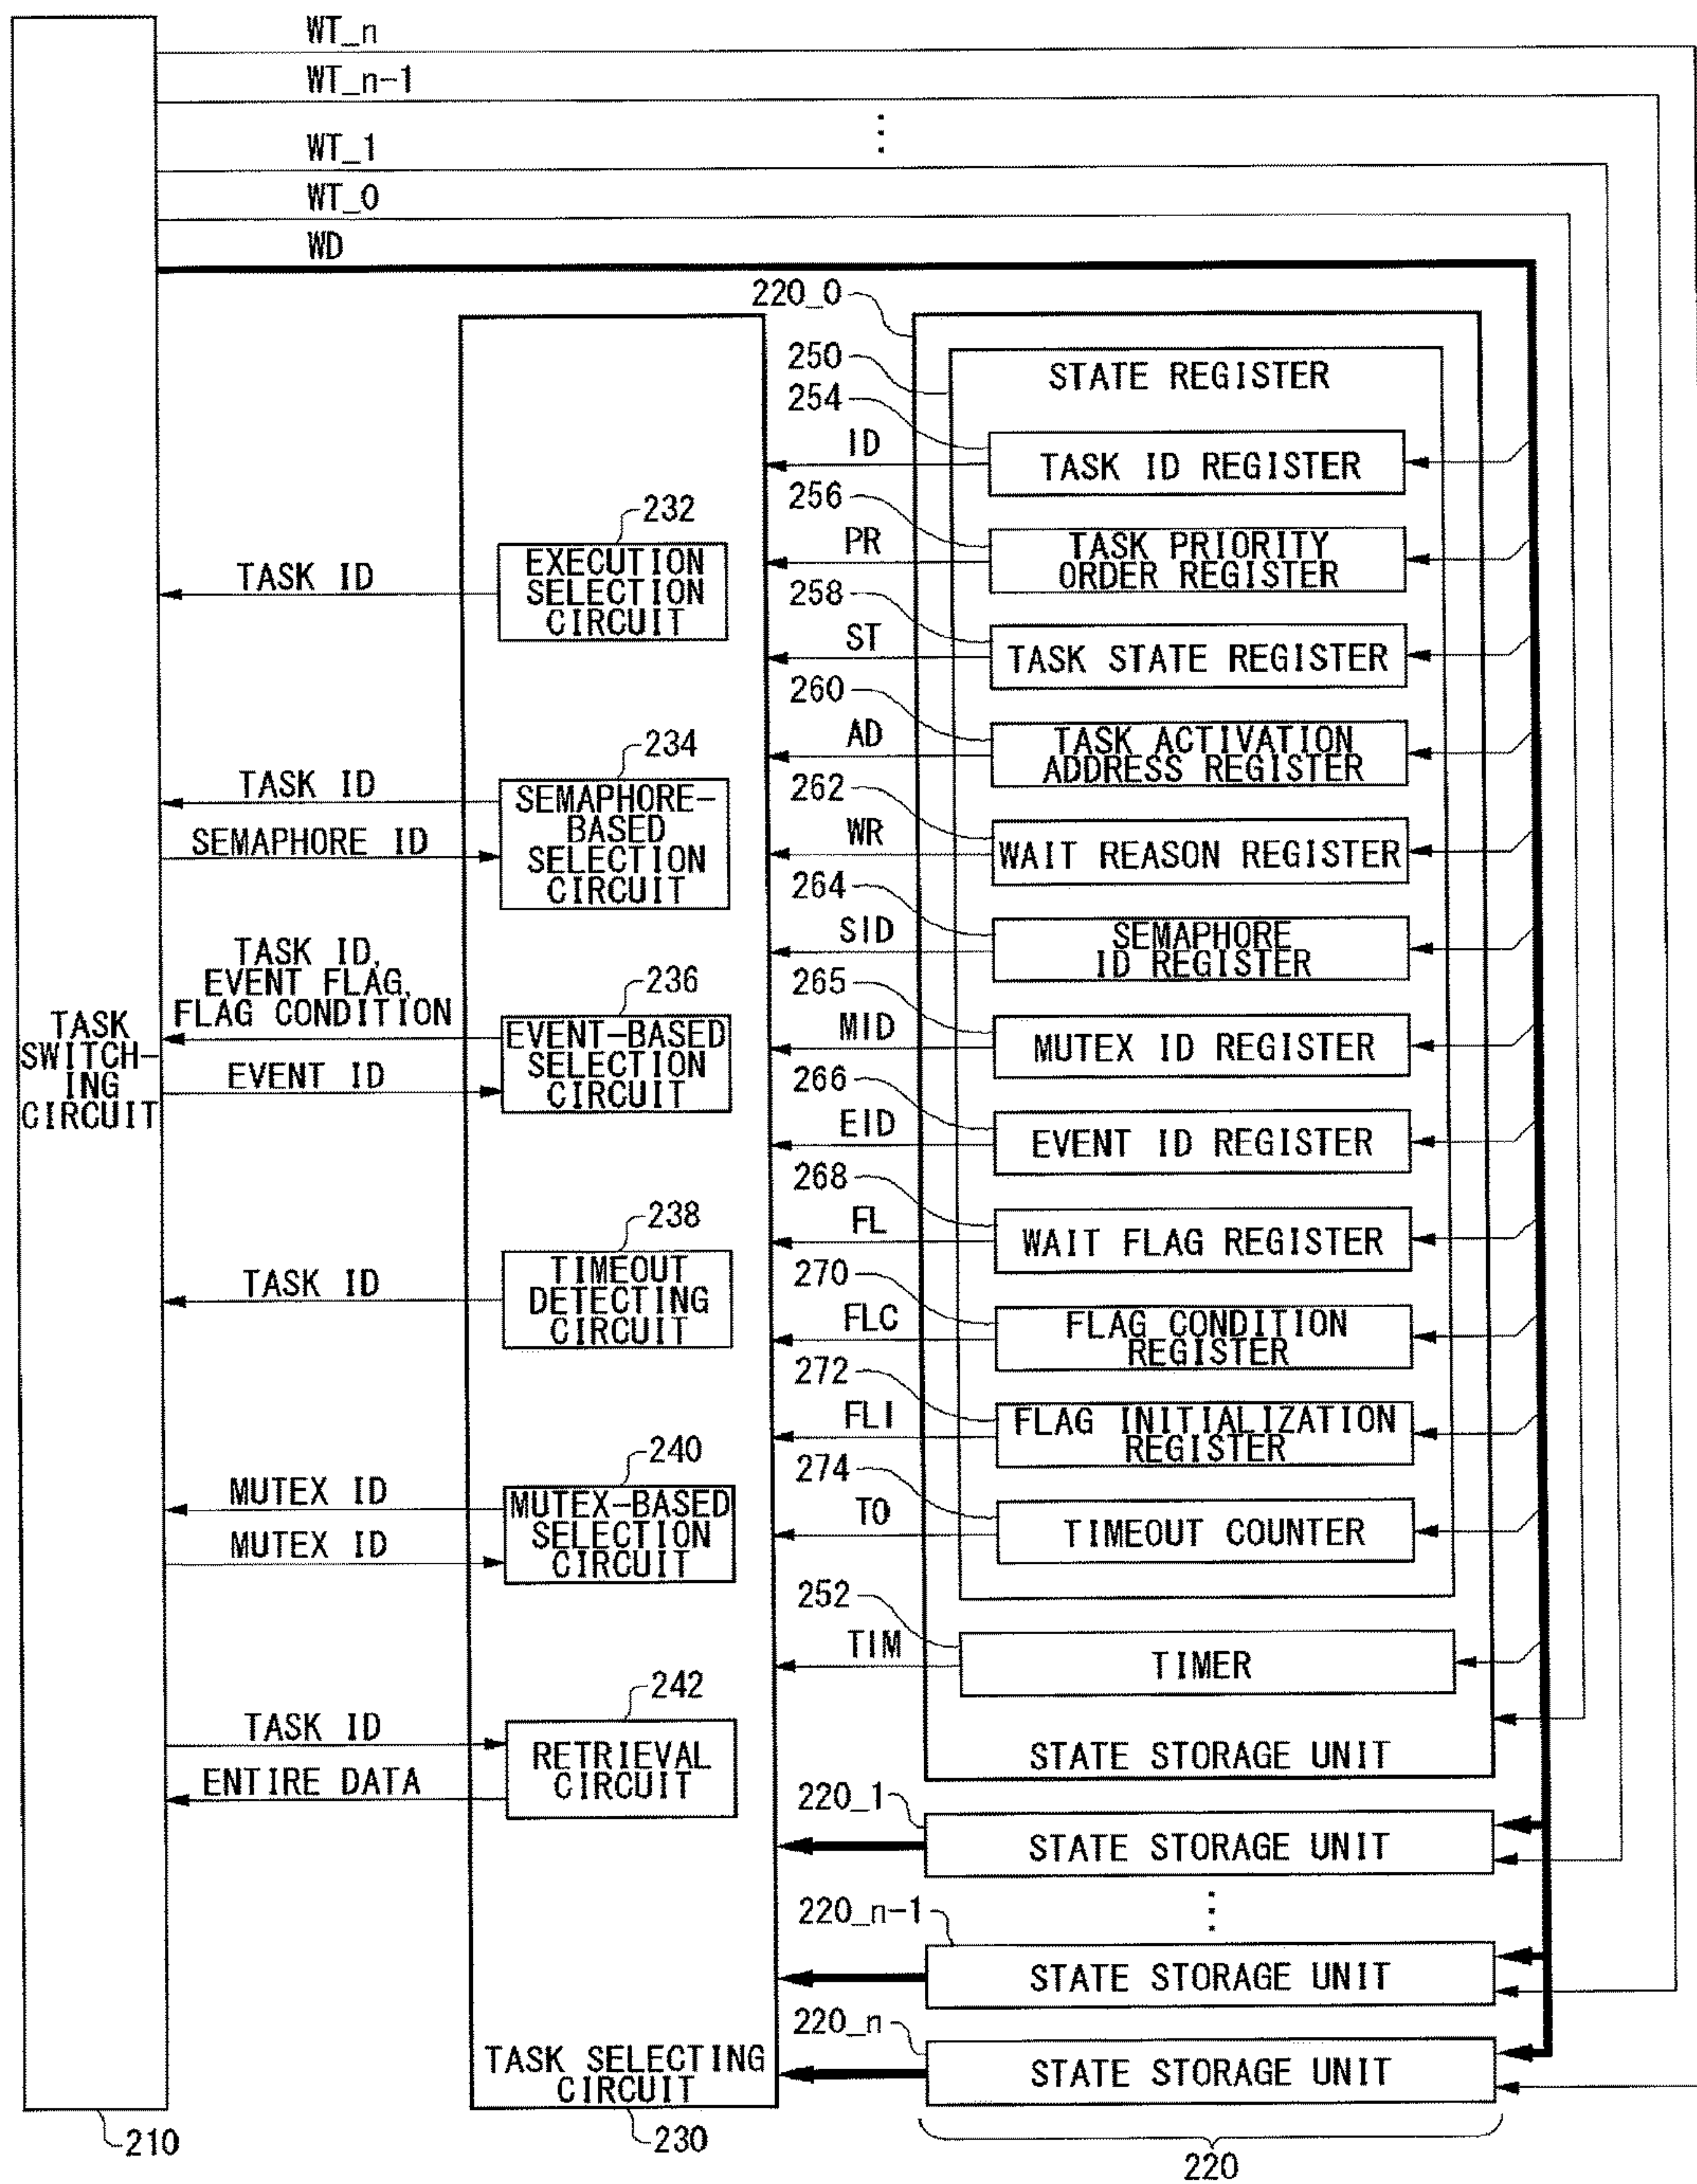 WT_n
WT_n-1
⋮
WT_1
WT_0
WD
220_0
250
STATE REGISTER
254
ID
TASK ID REGISTER
232
256
PR
TASK PRIORITY
ORDER REGISTER
TASK ID
EXECUTION
SELECTION
CIRCUIT
258
ST
TASK STATE REGISTER
260
AD
TASK ACTIVATION
ADDRESS REGISTER
234
TASK ID
SEMAPHORE ID
SEMAPHORE-
BASED
SELECTION
CIRCUIT
262
WR
WAIT REASON REGISTER
264
SID
SEMAPHORE
ID REGISTER
TASK ID,
EVENT FLAG,
FLAG CONDITION
236
265
MID
MUTEX ID REGISTER
TASK
SWITCH-
ING
CIRCUIT
EVENT ID
EVENT-BASED
SELECTION
CIRCUIT
266
EID
EVENT ID REGISTER
268
FL
WAIT FLAG REGISTER
238
TASK ID
TIMEOUT
DETECTING
CIRCUIT
270
FLC
FLAG CONDITION
REGISTER
272
FLI
FLAG INITIALIZATION
REGISTER
240
MUTEX ID
MUTEX ID
MUTEX-BASED
SELECTION
CIRCUIT
274
TO
TIMEOUT COUNTER
252
TIM
TIMER
242
TASK ID
ENTIRE DATA
RETRIEVAL
CIRCUIT
STATE STORAGE UNIT
220_1
STATE STORAGE UNIT
⋮
220_n-1
STATE STORAGE UNIT
220_n
STATE STORAGE UNIT
TASK SELECTING
CIRCUIT
210
230
220